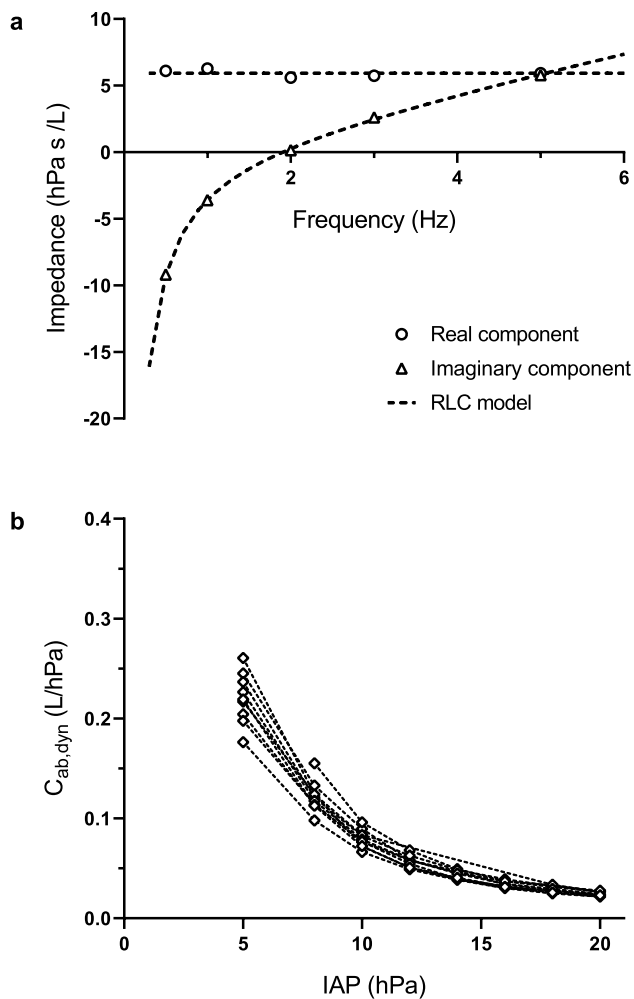 a
10
5
0
-5
-10
-15
-20
2
4
6
Impedance (hPa s /L)
Frequency (Hz)
Real component
Imaginary component
RLC model
b
0.4
0.3
0.2
0.1
0.0
0
5
10
15
20
C_ab,dyn (L/hPa)
IAP (hPa)